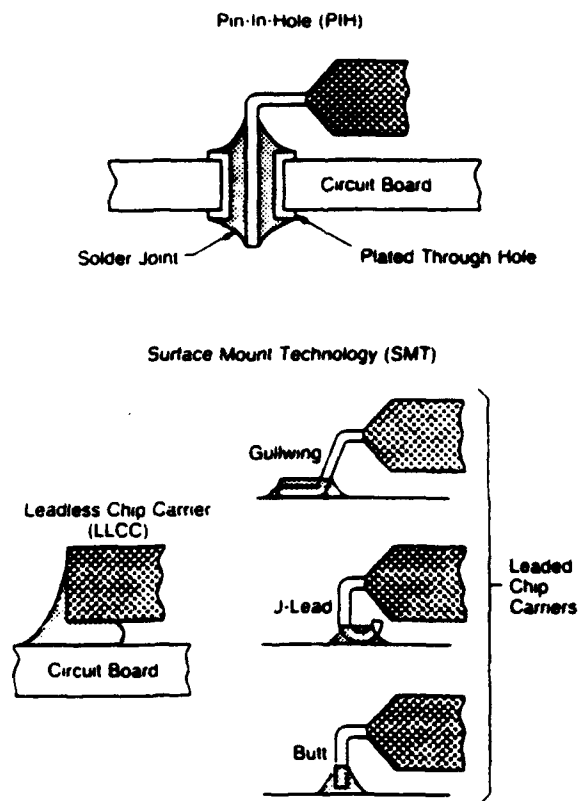 Pin-In-Hole (PIH)
Circuit Board
Solder Joint
Plated Through Hole
Surface Mount Technology (SMT)
Gullwing
Leadless Chip Carrier
(LLCC)
J-Lead
Leaded
Chip
Carriers
Circuit Board
Butt